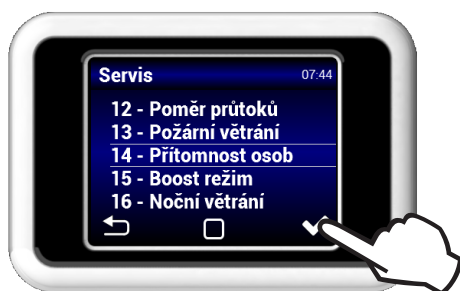 Servis 07:44
12 - Poměr průtoků
13 - Požární větrání
14 - Přítomnost osob
15 - Boost režim
16 - Noční větrání